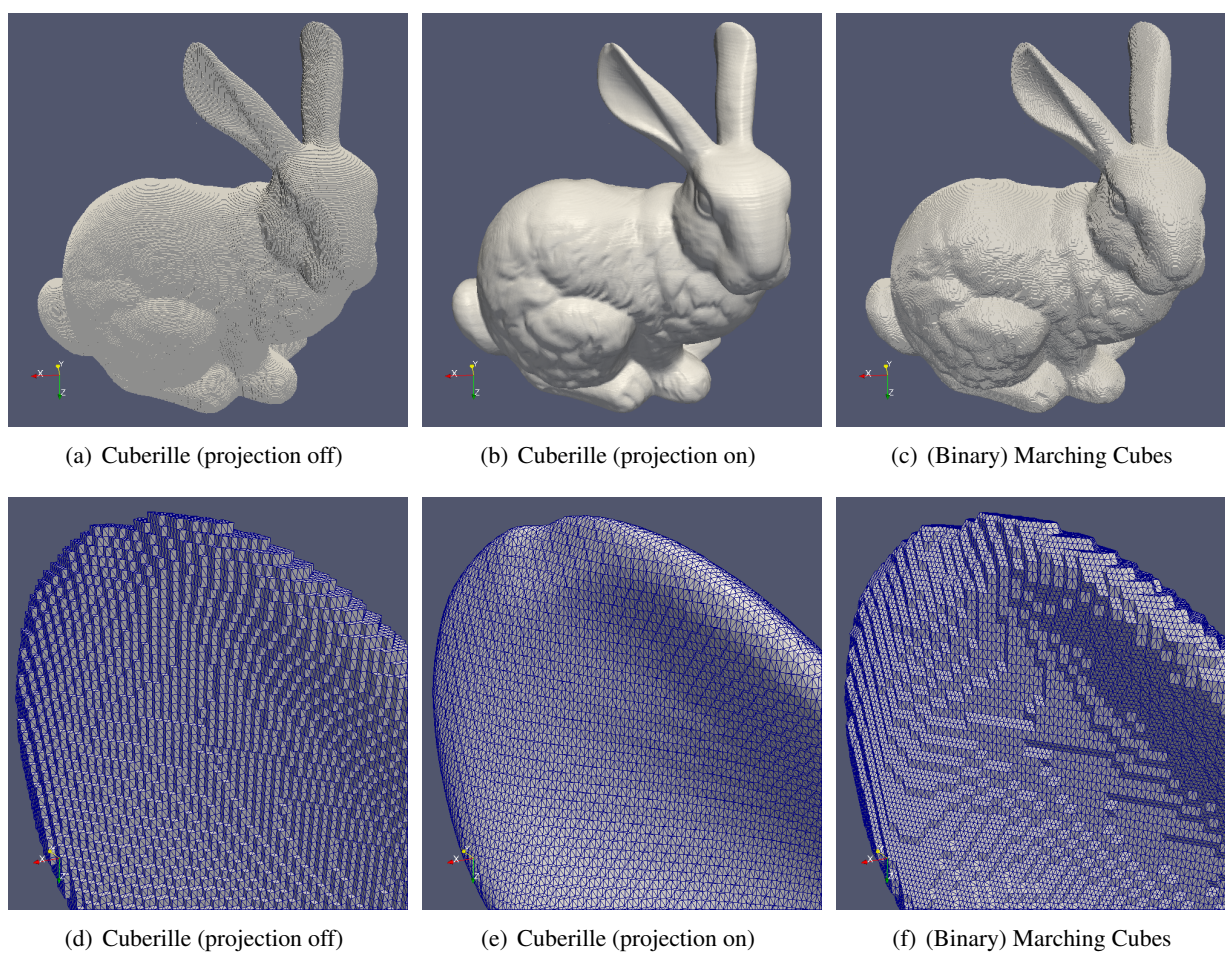 X Y Z
X Y Z
X Y Z
(a) Cuberille (projection off)
(b) Cuberille (projection on)
(c) (Binary) Marching Cubes
X Y Z
X Y Z
X Y Z
(d) Cuberille (projection off)
(e) Cuberille (projection on)
(f) (Binary) Marching Cubes